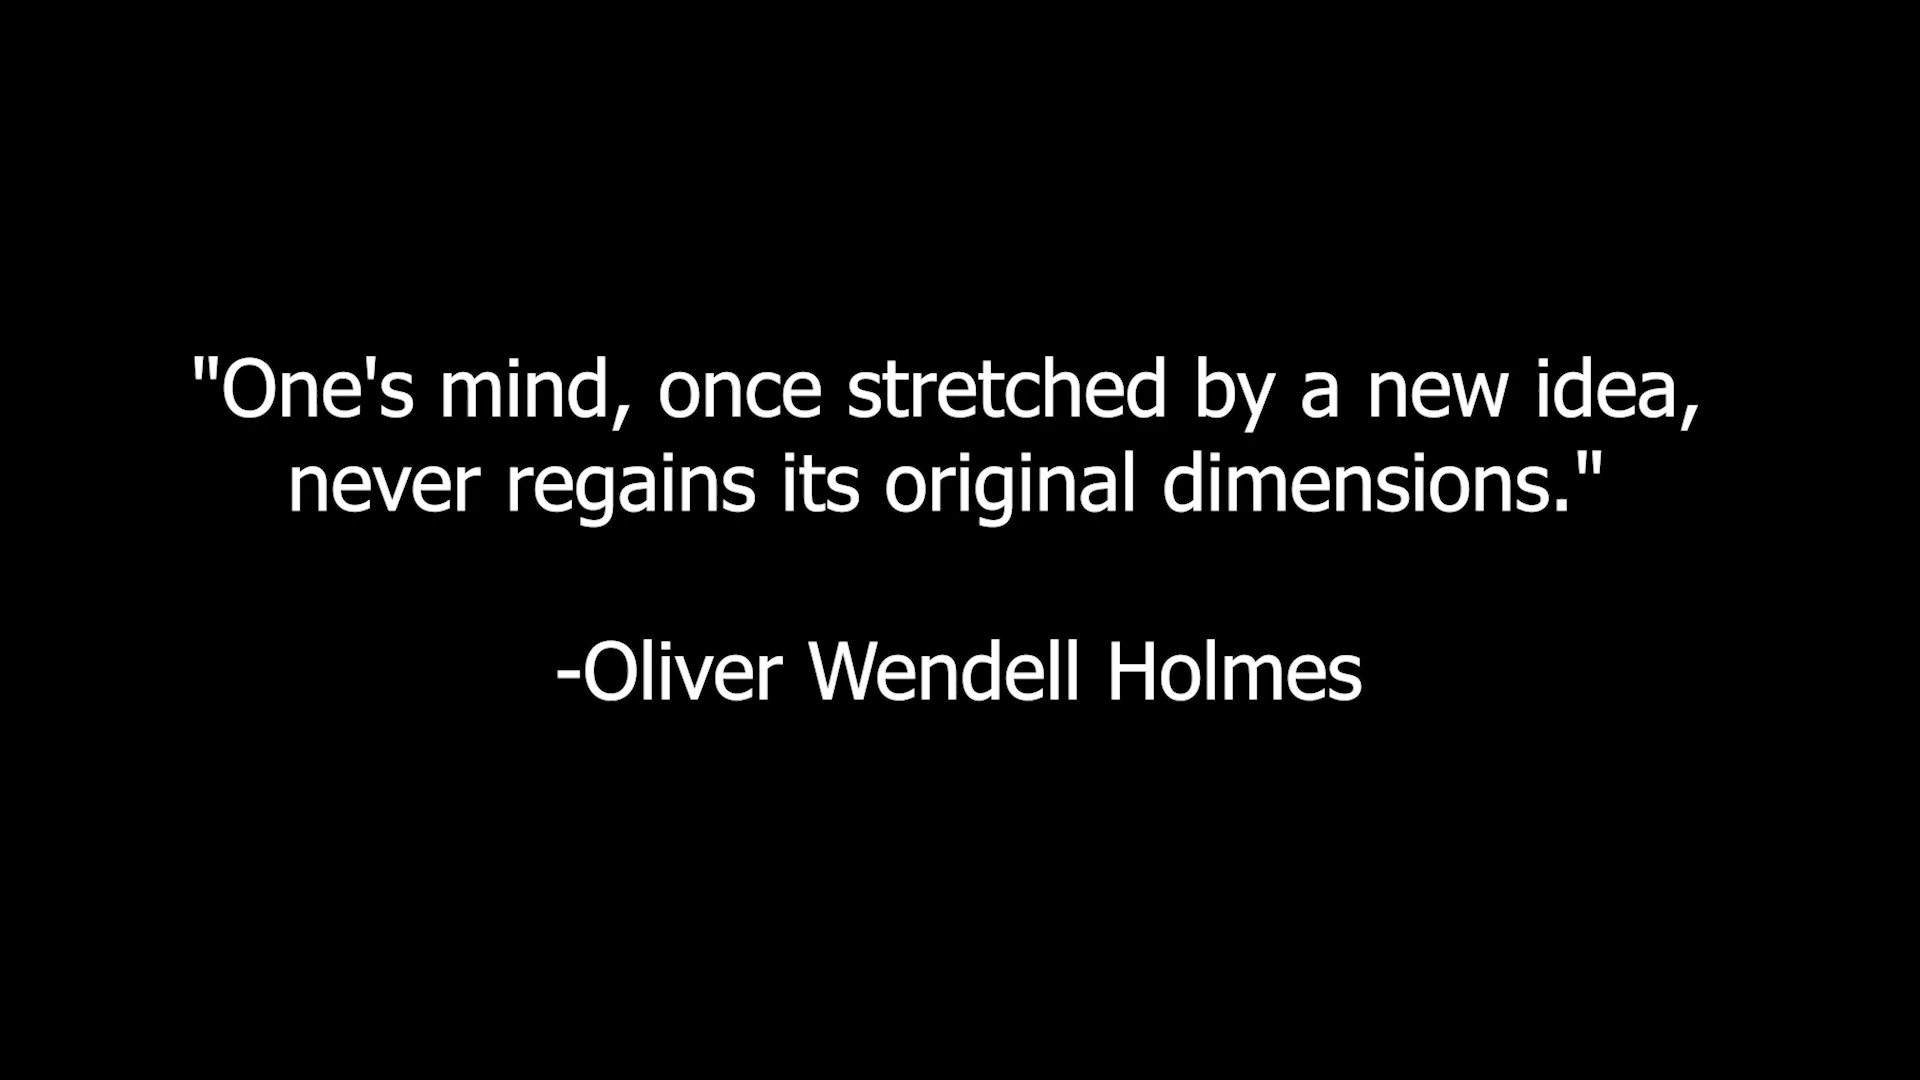 "One's mind, once stretched by a new idea,
never regains its original dimensions."
-Oliver Wendell Holmes